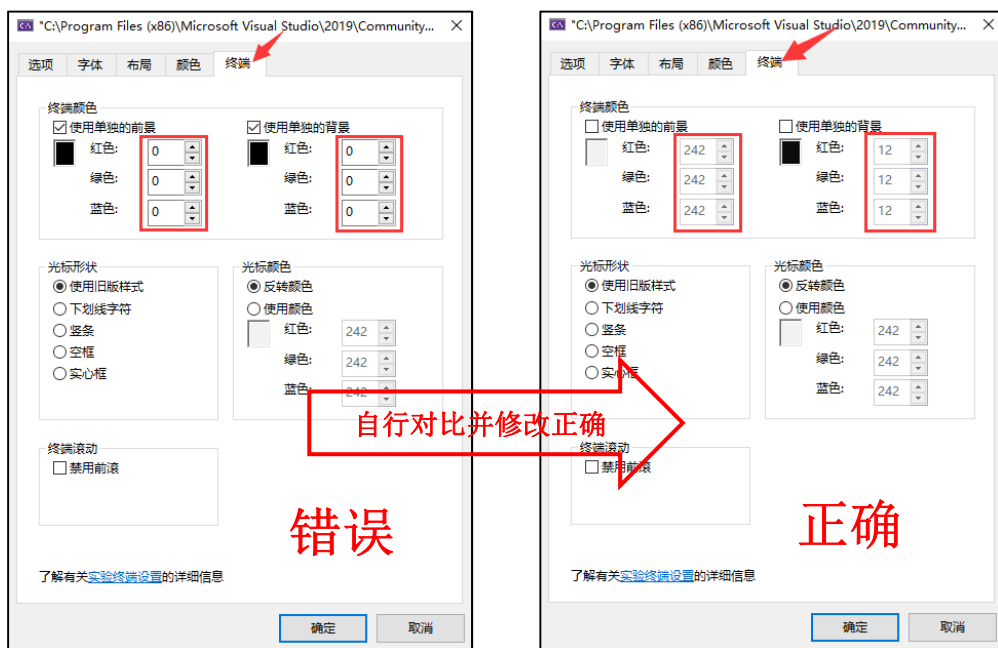 "C:\Program Files (x86)\Microsoft Visual Studio\2019\Community...
选项 字体 布局 颜色 终端
终端颜色
使用单独的前景 使用单独的背景
红色: 0 红色: 0
绿色: 0 绿色: 0
蓝色: 0 蓝色: 0
光标形状 光标颜色
使用旧版样式 反转颜色
下划线字符 使用颜色
竖条 红色: 242
空框 绿色: 242
实心框 蓝色: 242
终端滚动
禁用前滚
错误
了解有关实验终端设置的详细信息
确定 取消
自行对比并修改正确
"C:\Program Files (x86)\Microsoft Visual Studio\2019\Community...
选项 字体 布局 颜色 终端
终端颜色
使用单独的前景 使用单独的背景
红色: 242 红色: 12
绿色: 242 绿色: 12
蓝色: 242 蓝色: 12
光标形状 光标颜色
使用旧版样式 反转颜色
下划线字符 使用颜色
竖条 红色: 242
空框 绿色: 242
实心框 蓝色: 242
终端滚动
禁用前滚
正确
了解有关实验终端设置的详细信息
确定 取消